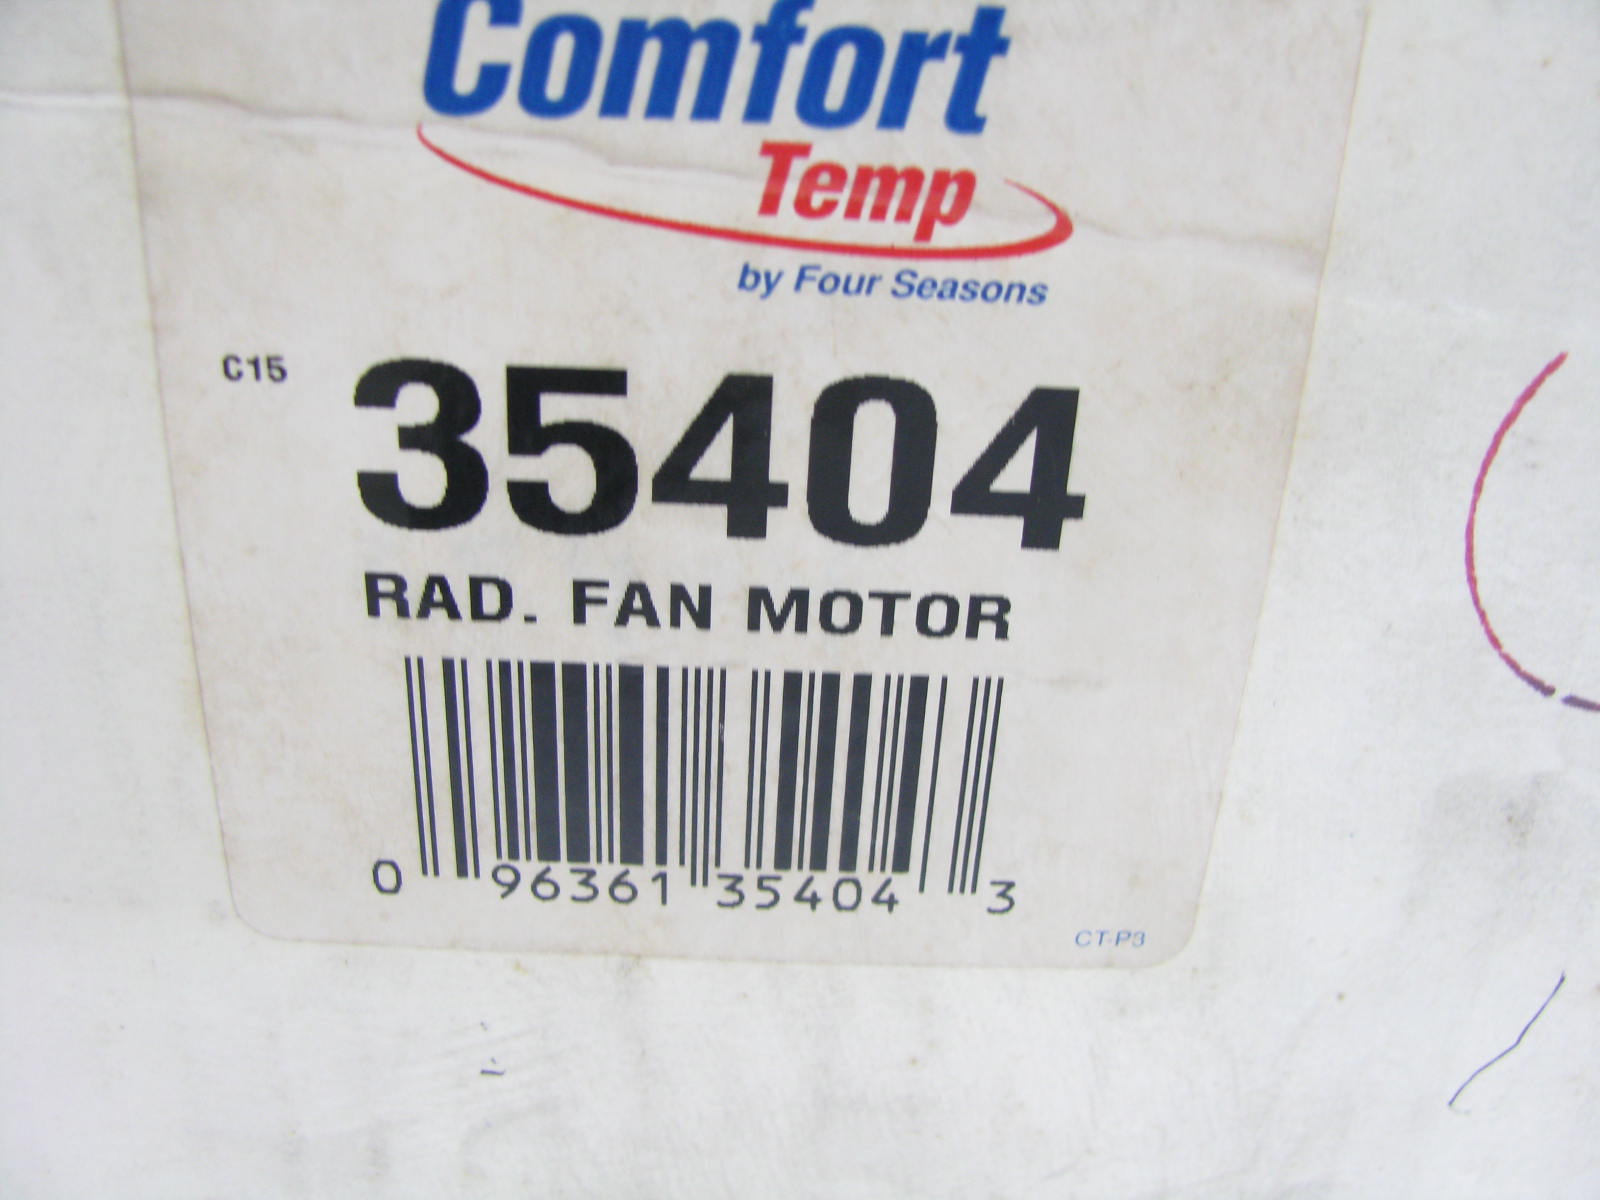 Comfort
Temp
by Four Seasons
C15
35404
RAD. FAN MOTOR
0 96361 35404 3
CT-P3